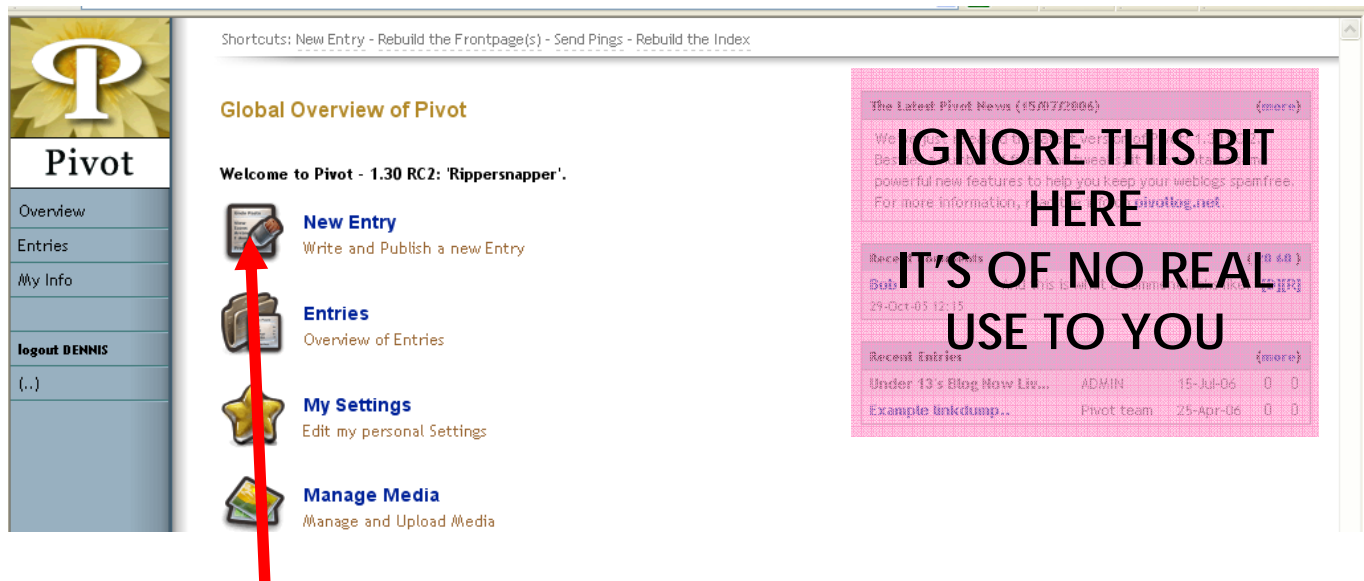 Shortcuts: New Entry - Rebuild the Frontpage(s) - Send Pings - Rebuild the Index
Pivot
Overview
Entries
My Info
logout DENNIS
(..)
Global Overview of Pivot
Welcome to Pivot - 1.30 RC2: 'Rippersnapper'.
New Entry
Write and Publish a new Entry
Entries
Overview of Entries
My Settings
Edit my personal Settings
Manage Media
Manage and Upload Media
IGNORE THIS BIT
HERE
IT'S OF NO REAL
USE TO YOU
The Latest Pivot News (15/07/2006) (more)
powerful new features to help you keep your weblogs spamfree.
For more information, pivotlog.net.
Bob this is [R]
29-Oct-05 12:15
Recent Entries (more)
Under 13's Blog Now Liv... ADMIN 15-Jul-06 0 0
Example linkdump.. Pivot team 25-Apr-06 0 0